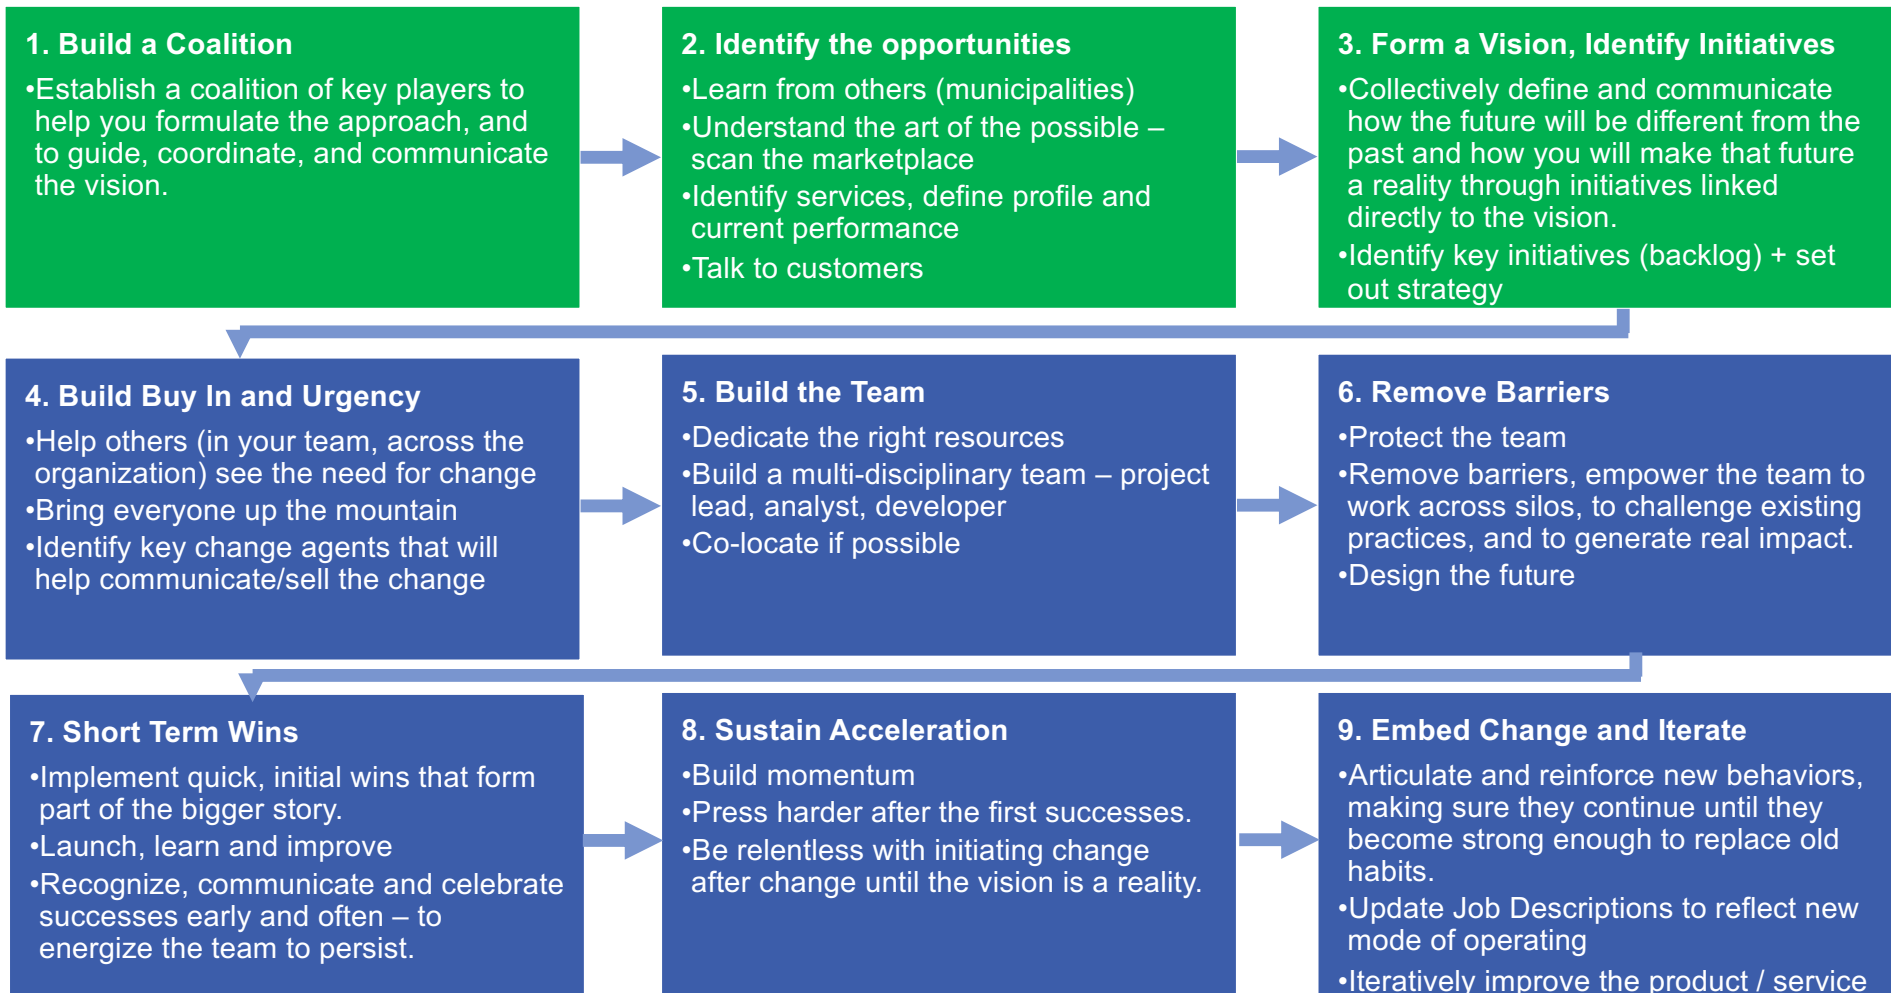 1. Build a Coalition
•Establish a coalition of key players to
help you formulate the approach, and
to guide, coordinate, and communicate
the vision.
2. Identify the opportunities
•Learn from others (municipalities)
•Understand the art of the possible –
scan the marketplace
•Identify services, define profile and
current performance
•Talk to customers
3. Form a Vision, Identify Initiatives
•Collectively define and communicate
how the future will be different from the
past and how you will make that future
a reality through initiatives linked
directly to the vision.
•Identify key initiatives (backlog) + set
out strategy
4. Build Buy In and Urgency
•Help others (in your team, across the
organization) see the need for change
•Bring everyone up the mountain
•Identify key change agents that will
help communicate/sell the change
5. Build the Team
•Dedicate the right resources
•Build a multi-disciplinary team – project
lead, analyst, developer
•Co-locate if possible
6. Remove Barriers
•Protect the team
•Remove barriers, empower the team to
work across silos, to challenge existing
practices, and to generate real impact.
•Design the future
7. Short Term Wins
•Implement quick, initial wins that form
part of the bigger story.
•Launch, learn and improve
•Recognize, communicate and celebrate
successes early and often – to
energize the team to persist.
8. Sustain Acceleration
•Build momentum
•Press harder after the first successes.
•Be relentless with initiating change
after change until the vision is a reality.
9. Embed Change and Iterate
•Articulate and reinforce new behaviors,
making sure they continue until they
become strong enough to replace old
habits.
•Update Job Descriptions to reflect new
mode of operating
•Iteratively improve the product / service